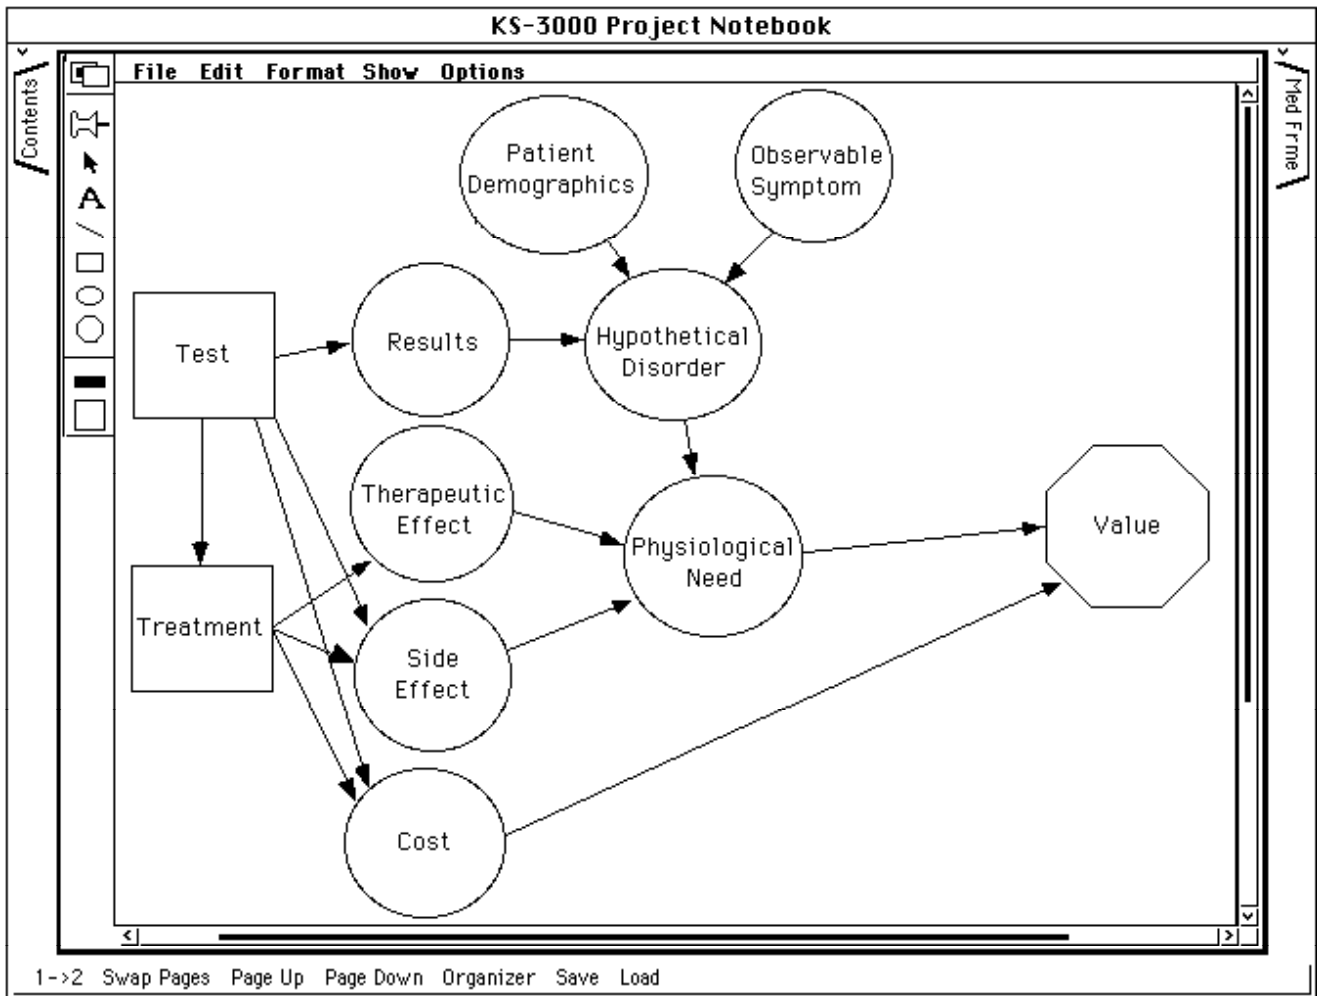 KS-3000 Project Notebook
Contents
Med Frme
File Edit Format Show Options
A
Patient
Demographics
Observable
Symptom
Test
Results
Hypothetical
Disorder
Therapeutic
Effect
Physiological
Need
Value
Treatment
Side
Effect
Cost
1->2 Swap Pages Page Up Page Down Organizer Save Load